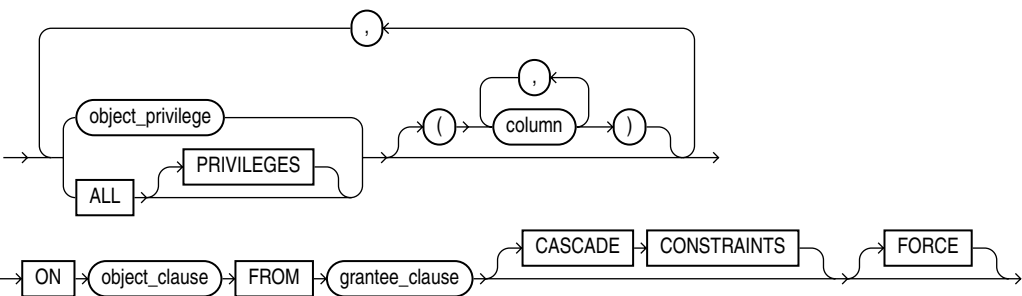 ,
,
object_privilege ( column )
PRIVILEGES
ALL
CASCADE CONSTRAINTS FORCE
ON object_clause FROM grantee_clause